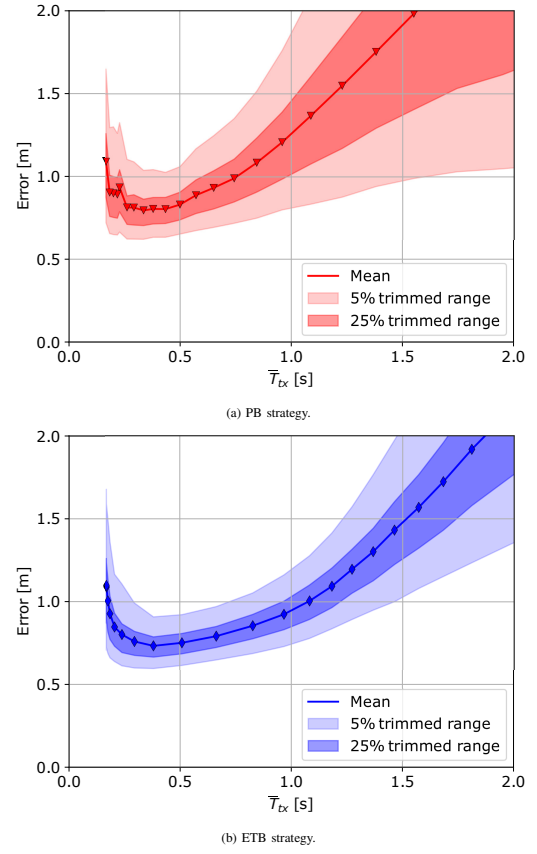 2.0
1.5
1.0
0.5
0.0
Error [m]
Mean
5% trimmed range
25% trimmed range
0.0 0.5 1.0 1.5 2.0
T̅tx [s]
(a) PB strategy.
2.0
1.5
1.0
0.5
0.0
Error [m]
Mean
5% trimmed range
25% trimmed range
0.0 0.5 1.0 1.5 2.0
T̅tx [s]
(b) ETB strategy.